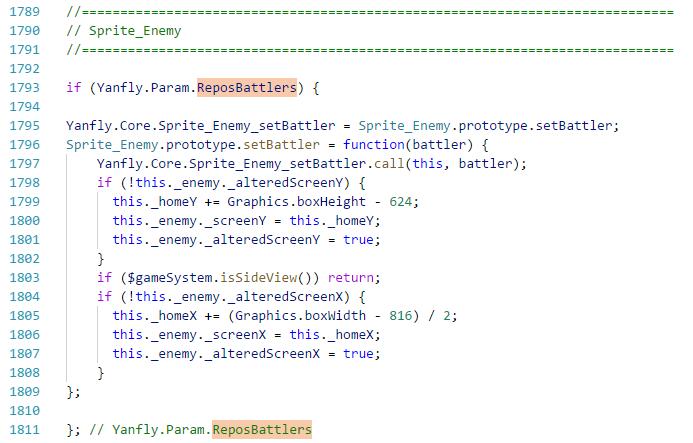 1789 //=============================================================================
1790 // Sprite_Enemy
1791 //=============================================================================
1792
1793 if (Yanfly.Param.ReposBattlers) {
1794
1795 Yanfly.Core.Sprite_Enemy_setBattler = Sprite_Enemy.prototype.setBattler;
1796 Sprite_Enemy.prototype.setBattler = function(battler) {
1797     Yanfly.Core.Sprite_Enemy_setBattler.call(this, battler);
1798     if (!this._enemy._alteredScreenY) {
1799       this._homeY += Graphics.boxHeight - 624;
1800       this._enemy._screenY = this._homeY;
1801       this._enemy._alteredScreenY = true;
1802     }
1803     if ($gameSystem.isSideView()) return;
1804     if (!this._enemy._alteredScreenX) {
1805       this._homeX += (Graphics.boxWidth - 816) / 2;
1806       this._enemy._screenX = this._homeX;
1807       this._enemy._alteredScreenX = true;
1808     }
1809 };
1810
1811 }; // Yanfly.Param.ReposBattlers